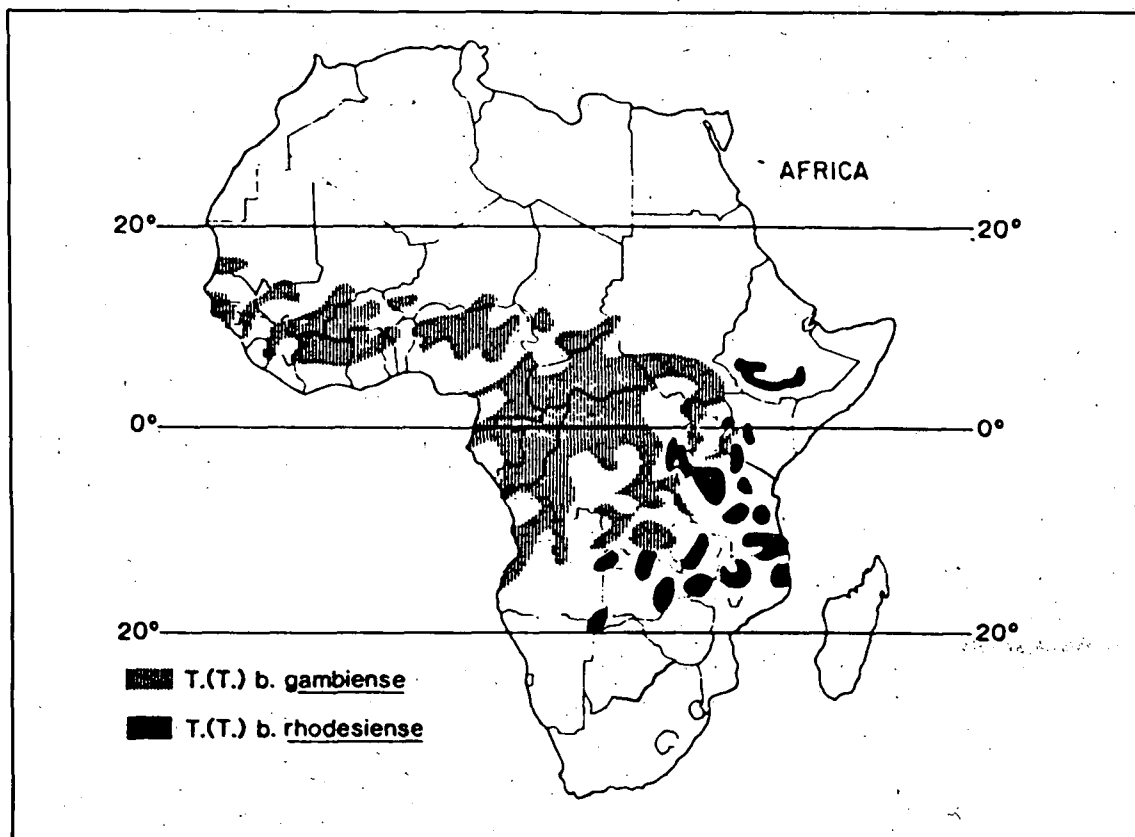 AFRICA
20° 20°
0° 0°
20° 20°
T.(T.) b. gambiense
T.(T.) b. rhodesiense